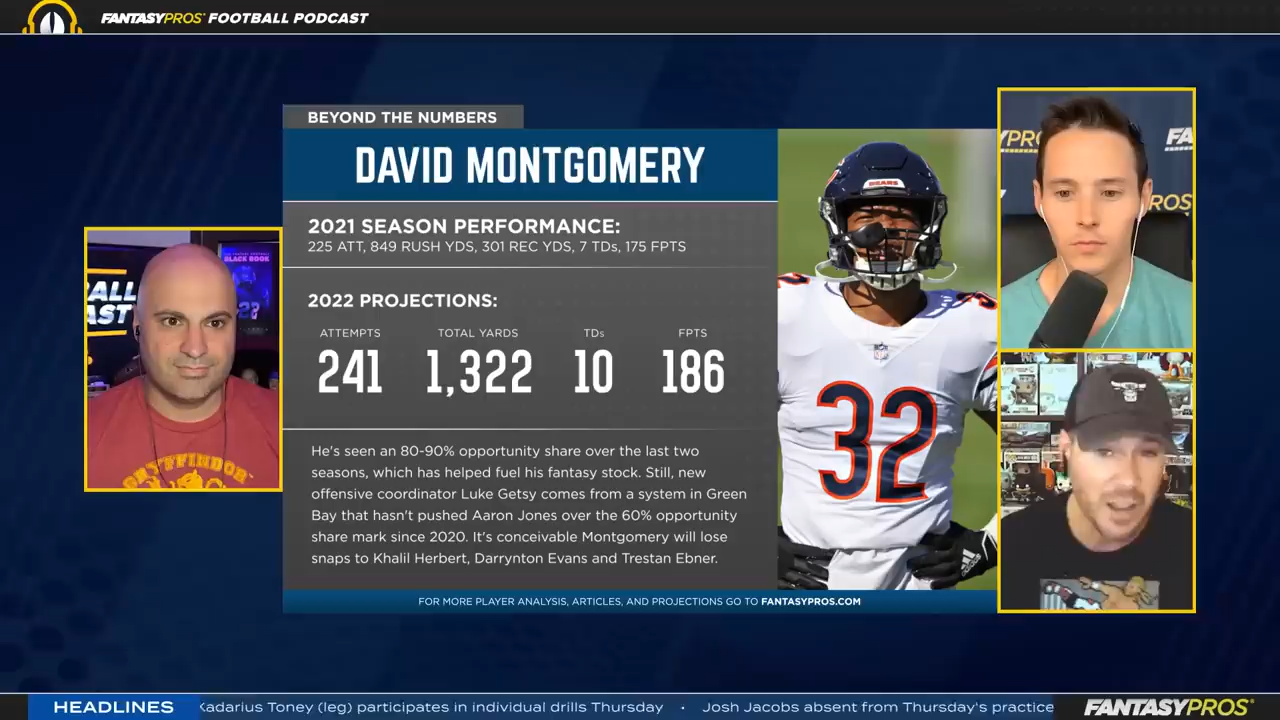 FANTASYPROS FOOTBALL PODCAST
BEYOND THE NUMBERS
DAVID MONTGOMERY
2021 SEASON PERFORMANCE:
225 ATT, 849 RUSH YDS, 301 REC YDS, 7 TDs, 175 FPTS
2022 PROJECTIONS:
ATTEMPTS TOTAL YARDS TDs FPTS
241 1,322 10 186
He's seen an 80-90% opportunity share over the last two
seasons, which has helped fuel his fantasy stock. Still, new
offensive coordinator Luke Getsy comes from a system in Green
Bay that hasn't pushed Aaron Jones over the 60% opportunity
share mark since 2020. It's conceivable Montgomery will lose
snaps to Khalil Herbert, Darrynton Evans and Trestan Ebner.
FOR MORE PLAYER ANALYSIS, ARTICLES, AND PROJECTIONS GO TO FANTASYPROS.COM
BEARS
32
ALL
AST
BLACK BOOK
GRYFFINDOR
HEADLINES
Kadarius Toney (leg) participates in individual drills Thursday • Josh Jacobs absent from Thursday's practice
FANTASYPROS